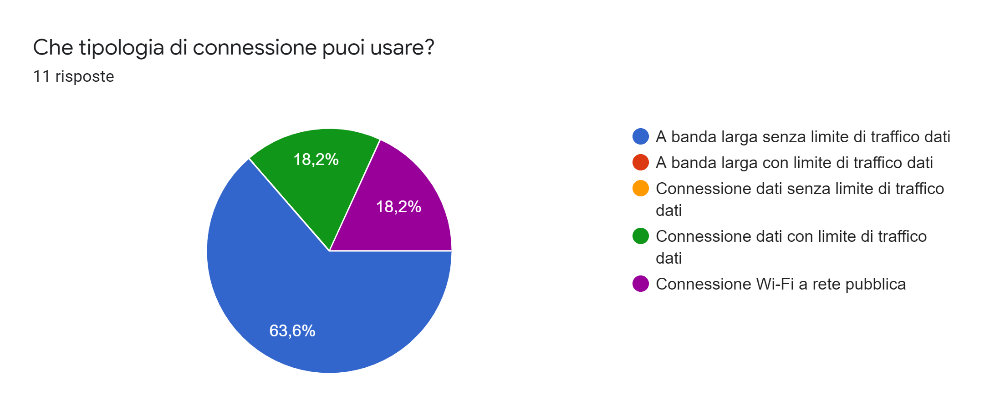 Che tipologia di connessione puoi usare?
11 risposte
18,2%
18,2%
63,6%
A banda larga senza limite di traffico dati
A banda larga con limite di traffico dati
Connessione dati senza limite di traffico
dati
Connessione dati con limite di traffico
dati
Connessione Wi-Fi a rete pubblica